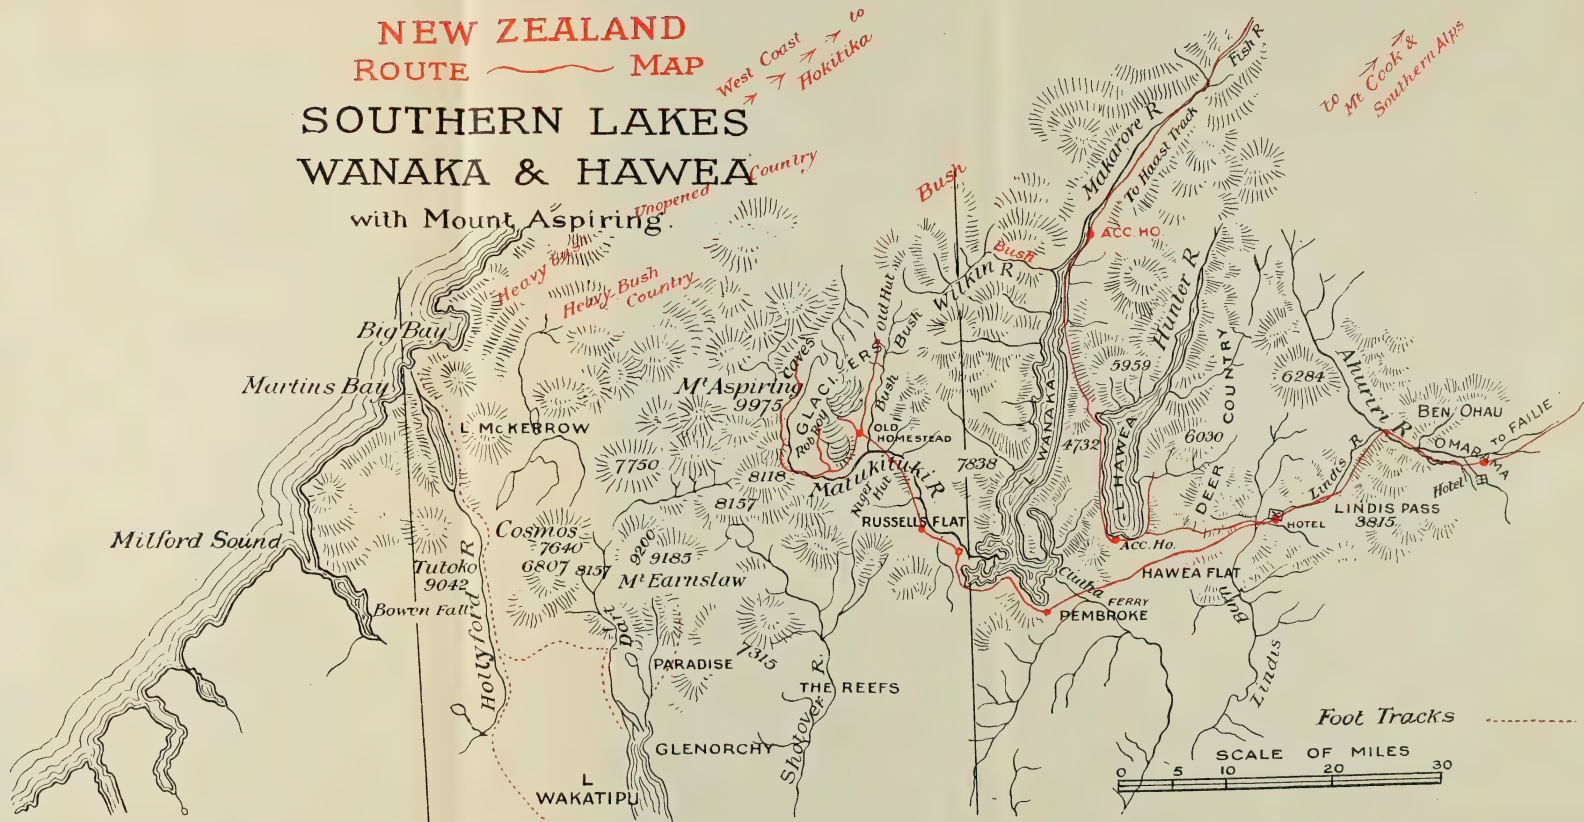 NEW ZEALAND
ROUTE MAP
SOUTHERN LAKES
WANAKA & HAWEA
with Mount Aspiring.
West Coast to
Hokitika
to
Mt Cook &
Southern Alps
Unopened Country
Heavy bush
Heavy Bush
Country
Bush
Bush
Fish R
Makarore R
To Haast Track
ACC. HO.
Wilkin R
Hunter R
Old Hut
Bush
Bush
Caves
GLACIERS
Rob Roy
Mt Aspiring
9975
OLD
HOMESTEAD
Big Bay
Martins Bay
L McKERROW
Milford Sound
Bowen Fall
Tutoko
9042
Hollyford R
Cosmos
7640
6807
8157
7750
8118
8157
9200
9185
Mt Earnslaw
Dart
PARADISE
7315
THE REEFS
Shotover R.
GLENORCHY
L
WAKATIPU
Matukituki R
Niger
Hut
RUSSELLS FLAT
7838
L WANAKA
4732
L HAWEA
5959
6030
DEER COUNTRY
6284
Ahuriri R
BEN OHAU
OMARAMA
TO FAILIE
Hotel
Lindis R
LINDIS PASS
3815
HOTEL
ACC. HO.
HAWEA FLAT
Clutha
FERRY
PEMBROKE
Burn
Lindis
Foot Tracks
SCALE OF MILES
0 5 10 20 30